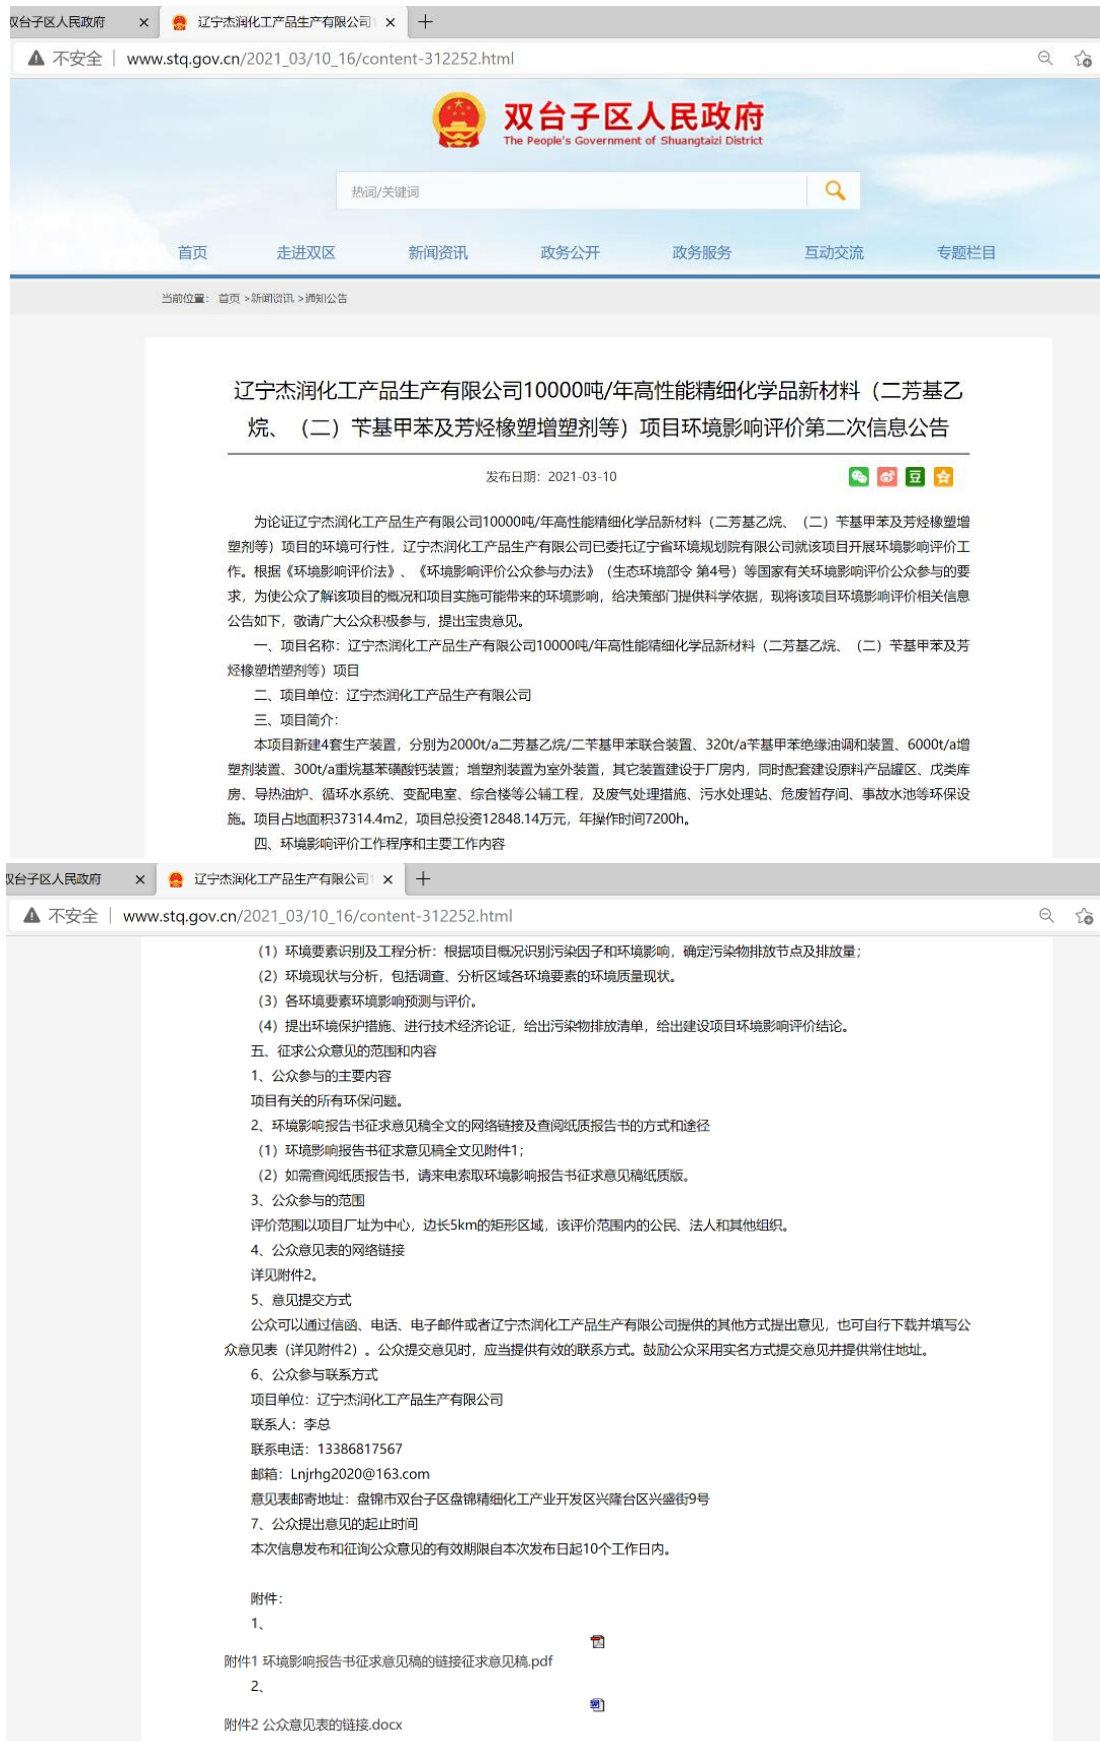 双台子区人民政府
辽宁杰润化工产品生产有限公司1
不安全 www.stq.gov.cn/2021_03/10_16/content-312252.html
双台子区人民政府
The People's Government of Shuangtaizi District
热词/关键词
首页 走进双区 新闻资讯 政务公开 政务服务 互动交流 专题栏目
当前位置： 首页 >新闻资讯 >通知公告
辽宁杰润化工产品生产有限公司10000吨/年高性能精细化学品新材料（二芳基乙
烷、（二）苄基甲苯及芳烃橡塑增塑剂等）项目环境影响评价第二次信息公告
发布日期：2021-03-10
豆
为论证辽宁杰润化工产品生产有限公司10000吨/年高性能精细化学品新材料（二芳基乙烷、（二）苄基甲苯及芳烃橡塑增
塑剂等）项目的环境可行性，辽宁杰润化工产品生产有限公司已委托辽宁省环境规划院有限公司就该项目开展环境影响评价工
作。根据《环境影响评价法》、《环境影响评价公众参与办法》（生态环境部令 第4号）等国家有关环境影响评价公众参与的要
求，为使公众了解该项目的概况和项目实施可能带来的环境影响，给决策部门提供科学依据，现将该项目环境影响评价相关信息
公告如下，敬请广大公众积极参与，提出宝贵意见。
一、项目名称：辽宁杰润化工产品生产有限公司10000吨/年高性能精细化学品新材料（二芳基乙烷、（二）苄基甲苯及芳
烃橡塑增塑剂等）项目
二、项目单位：辽宁杰润化工产品生产有限公司
三、项目简介：
本项目新建4套生产装置，分别为2000t/a二芳基乙烷/二苄基甲苯联合装置、320t/a苄基甲苯绝缘油调和装置、6000t/a增
塑剂装置、300t/a重烷基苯磺酸钙装置；增塑剂装置为室外装置，其它装置建设于厂房内，同时配套建设原料产品罐区、戊类库
房、导热油炉、循环水系统、变配电室、综合楼等公辅工程，及废气处理措施、污水处理站、危废暂存间、事故水池等环保设
施。项目占地面积37314.4m2，项目总投资12848.14万元，年操作时间7200h。
四、环境影响评价工作程序和主要工作内容
双台子区人民政府
辽宁杰润化工产品生产有限公司1
不安全 www.stq.gov.cn/2021_03/10_16/content-312252.html
（1）环境要素识别及工程分析：根据项目概况识别污染因子和环境影响，确定污染物排放节点及排放量；
（2）环境现状与分析，包括调查、分析区域各环境要素的环境质量现状。
（3）各环境要素环境影响预测与评价。
（4）提出环境保护措施、进行技术经济论证，给出污染物排放清单，给出建设项目环境影响评价结论。
五、征求公众意见的范围和内容
1、公众参与的主要内容
项目有关的所有环保问题。
2、环境影响报告书征求意见稿全文的网络链接及查阅纸质报告书的方式和途径
（1）环境影响报告书征求意见稿全文见附件1；
（2）如需查阅纸质报告书，请来电索取环境影响报告书征求意见稿纸质版。
3、公众参与的范围
评价范围以项目厂址为中心，边长5km的矩形区域，该评价范围内的公民、法人和其他组织。
4、公众意见表的网络链接
详见附件2。
5、意见提交方式
公众可以通过信函、电话、电子邮件或者辽宁杰润化工产品生产有限公司提供的其他方式提出意见，也可自行下载并填写公
众意见表（详见附件2）。公众提交意见时，应当提供有效的联系方式。鼓励公众采用实名方式提交意见并提供常住地址。
6、公众参与联系方式
项目单位：辽宁杰润化工产品生产有限公司
联系人：李总
联系电话：13386817567
邮箱：Lnjrhg2020@163.com
意见表邮寄地址：盘锦市双台子区盘锦精细化工产业开发区兴隆台区兴盛街9号
7、公众提出意见的起止时间
本次信息发布和征询公众意见的有效期限自本次发布日起10个工作日内。
附件：
1、
附件1 环境影响报告书征求意见稿的链接征求意见稿.pdf
2、
附件2 公众意见表的链接.docx